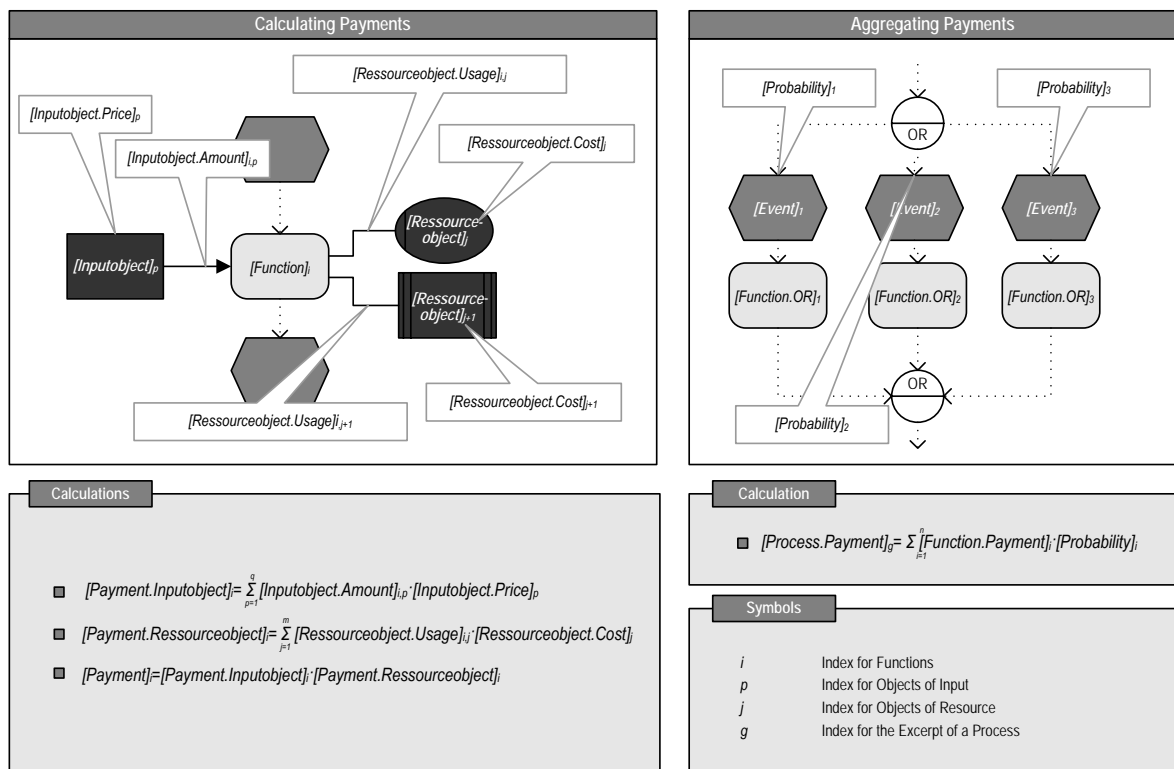 Calculating Payments
[Ressourceobject.Usage]i,j
[Inputobject.Price]p
[Ressourceobject.Cost]j
[Inputobject.Amount]i,p
[Inputobject]p
[Function]i
[Ressource-
object]j
[Ressource-
object]j+1
[Ressourceobject.Cost]j+1
[Ressourceobject.Usage]i,j+1
Aggregating Payments
[Probability]1
[Probability]3
OR
[Event]1
[Event]2
[Event]3
[Function.OR]1
[Function.OR]2
[Function.OR]3
OR
[Probability]2
Calculations
[Payment.Inputobject]i= Σ p=1 q [Inputobject.Amount]i,p·[Inputobject.Price]p
[Payment.Ressourceobject]i= Σ j=1 m [Ressourceobject.Usage]i,j·[Ressourceobject.Cost]j
[Payment]i=[Payment.Inputobject]i·[Payment.Ressourceobject]i
Calculation
[Process.Payment]g= Σ i=1 n [Function.Payment]i·[Probability]i
Symbols
i Index for Functions
p Index for Objects of Input
j Index for Objects of Resource
g Index for the Excerpt of a Process